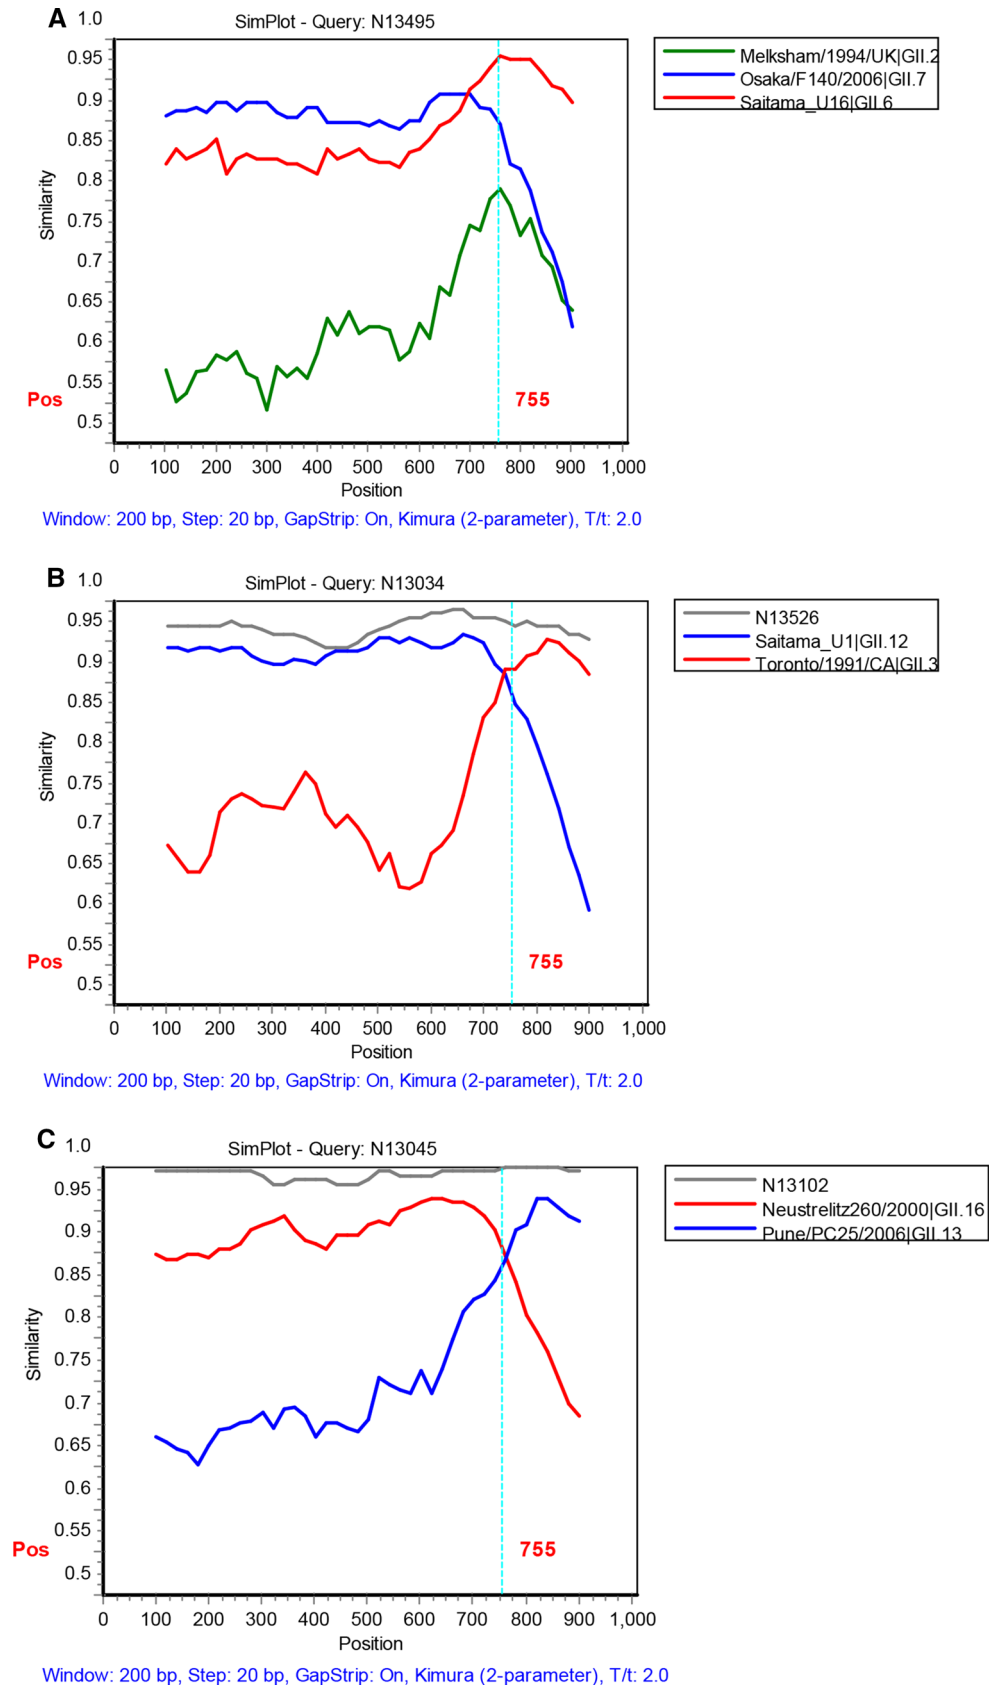 A
SimPlot - Query: N13495
1.0
0.95
0.9
0.85
0.8
0.75
0.7
0.65
0.6
0.55
0.5
Similarity
Pos
755
0 100 200 300 400 500 600 700 800 900 1,000
Position
Window: 200 bp, Step: 20 bp, GapStrip: On, Kimura (2-parameter), T/t: 2.0
Melksham/1994/UK|GII.2
Osaka/F140/2006|GII.7
Saitama_U16|GII.6
B
SimPlot - Query: N13034
1.0
0.95
0.9
0.85
0.8
0.75
0.7
0.65
0.6
0.55
0.5
Similarity
Pos
755
0 100 200 300 400 500 600 700 800 900 1,000
Position
Window: 200 bp, Step: 20 bp, GapStrip: On, Kimura (2-parameter), T/t: 2.0
N13526
Saitama_U1|GII.12
Toronto/1991/CA|GII.3
C
SimPlot - Query: N13045
1.0
0.95
0.9
0.85
0.8
0.75
0.7
0.65
0.6
0.55
0.5
Similarity
Pos
755
0 100 200 300 400 500 600 700 800 900 1,000
Position
Window: 200 bp, Step: 20 bp, GapStrip: On, Kimura (2-parameter), T/t: 2.0
N13102
Neustrelitz260/2000|GII.16
Pune/PC25/2006|GII.13